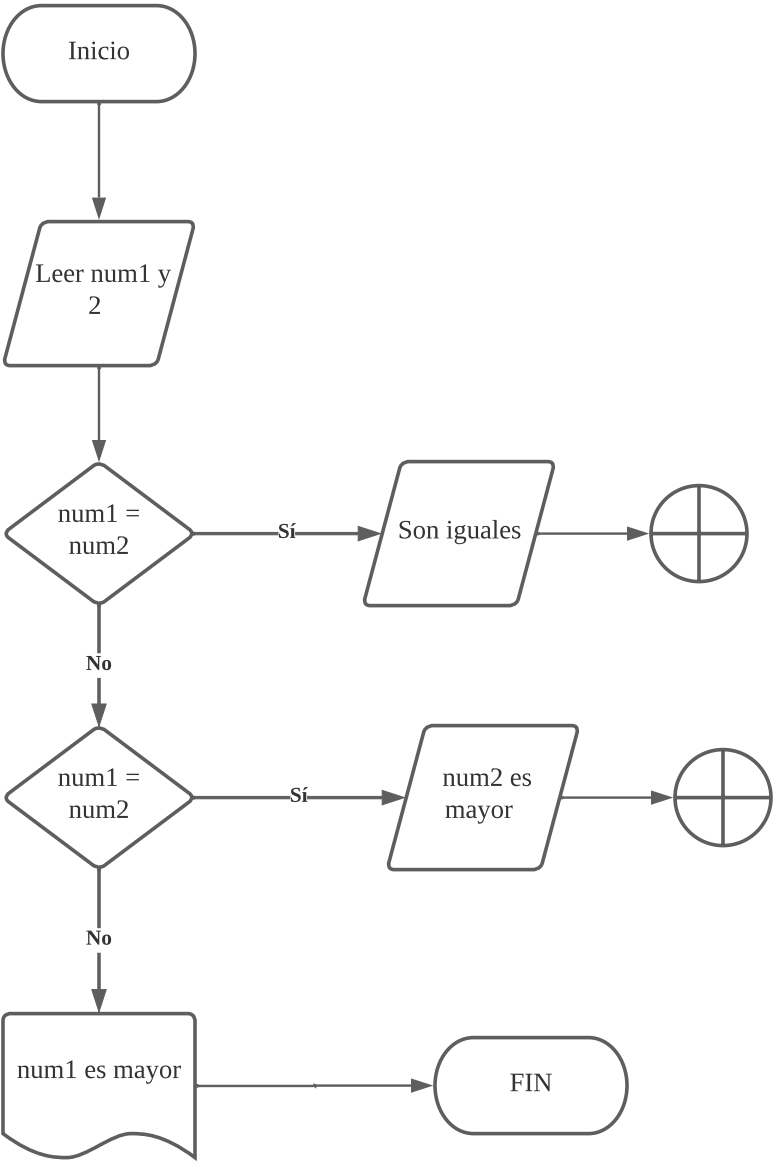 Inicio
Leer num1 y
2
num1 =
num2
Sí
Son iguales
No
num1 =
num2
Sí
num2 es
mayor
No
num1 es mayor
FIN